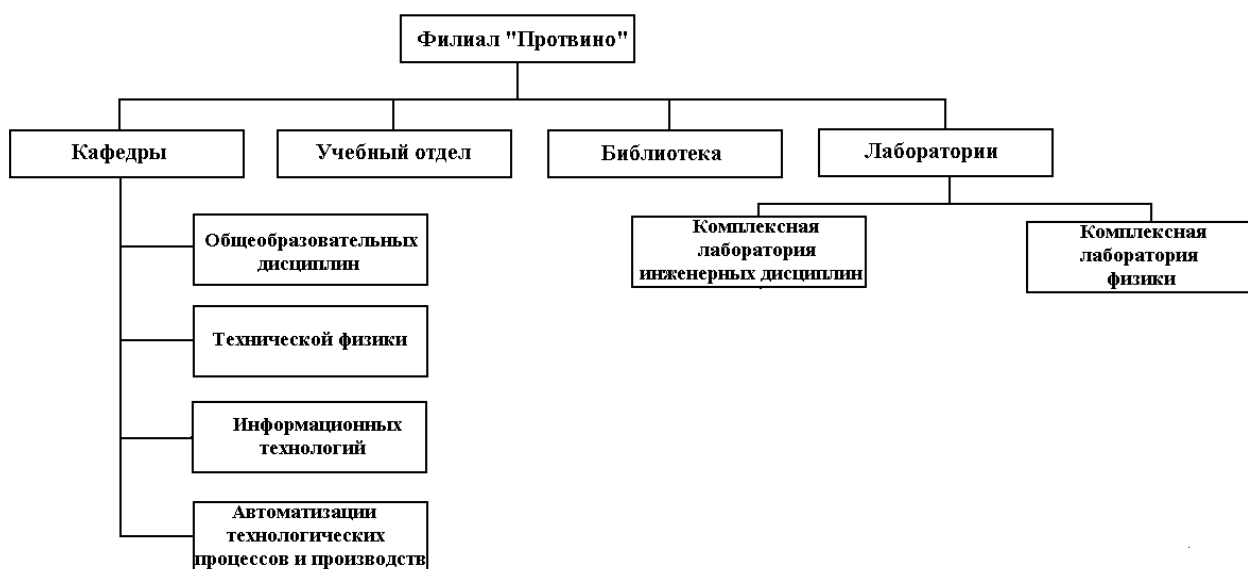 Филиал "Протвино"
Кафедры
Учебный отдел
Библиотека
Лаборатории
Общеобразовательных
дисциплин
Технической физики
Информационных
технологий
Автоматизации
технологических
процессов и производств
Комплексная
лаборатория
инженерных дисциплин
Комплексная
лаборатория
физики